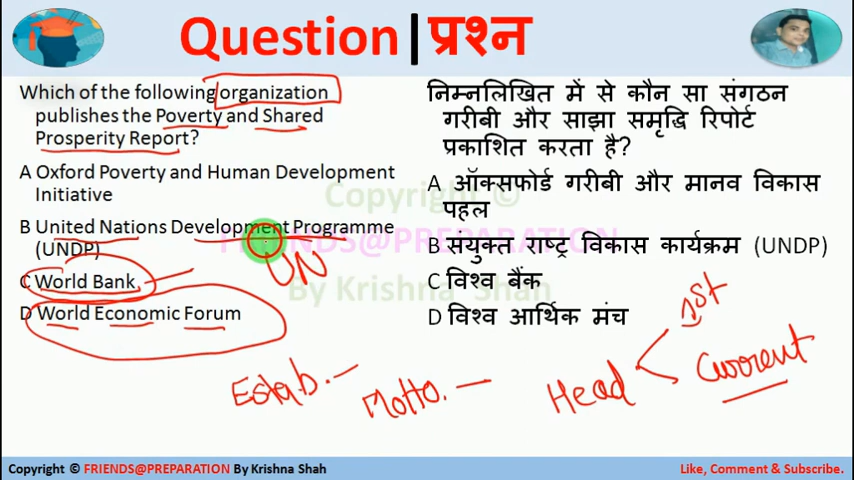 Question|प्रश्न
Which of the following organization
publishes the Poverty and Shared
Prosperity Report?
A Oxford Poverty and Human Development
Initiative
B United Nations Development Programme
(UNDP)
C World Bank
D World Economic Forum
निम्नलिखित में से कौन सा संगठन
गरीबी और साझा समृद्धि रिपोर्ट
प्रकाशित करता है?
A ऑक्सफोर्ड गरीबी और मानव विकास
पहल
B संयुक्त राष्ट्र विकास कार्यक्रम (UNDP)
C विश्व बैंक
D विश्व आर्थिक मंच
Copyright ©
FRIENDS@PREPARATION
By Krishna Shah
UN
Estab. -
Motto. -
Head
1st
Current
Copyright © FRIENDS@PREPARATION By Krishna Shah
Like, Comment & Subscribe.